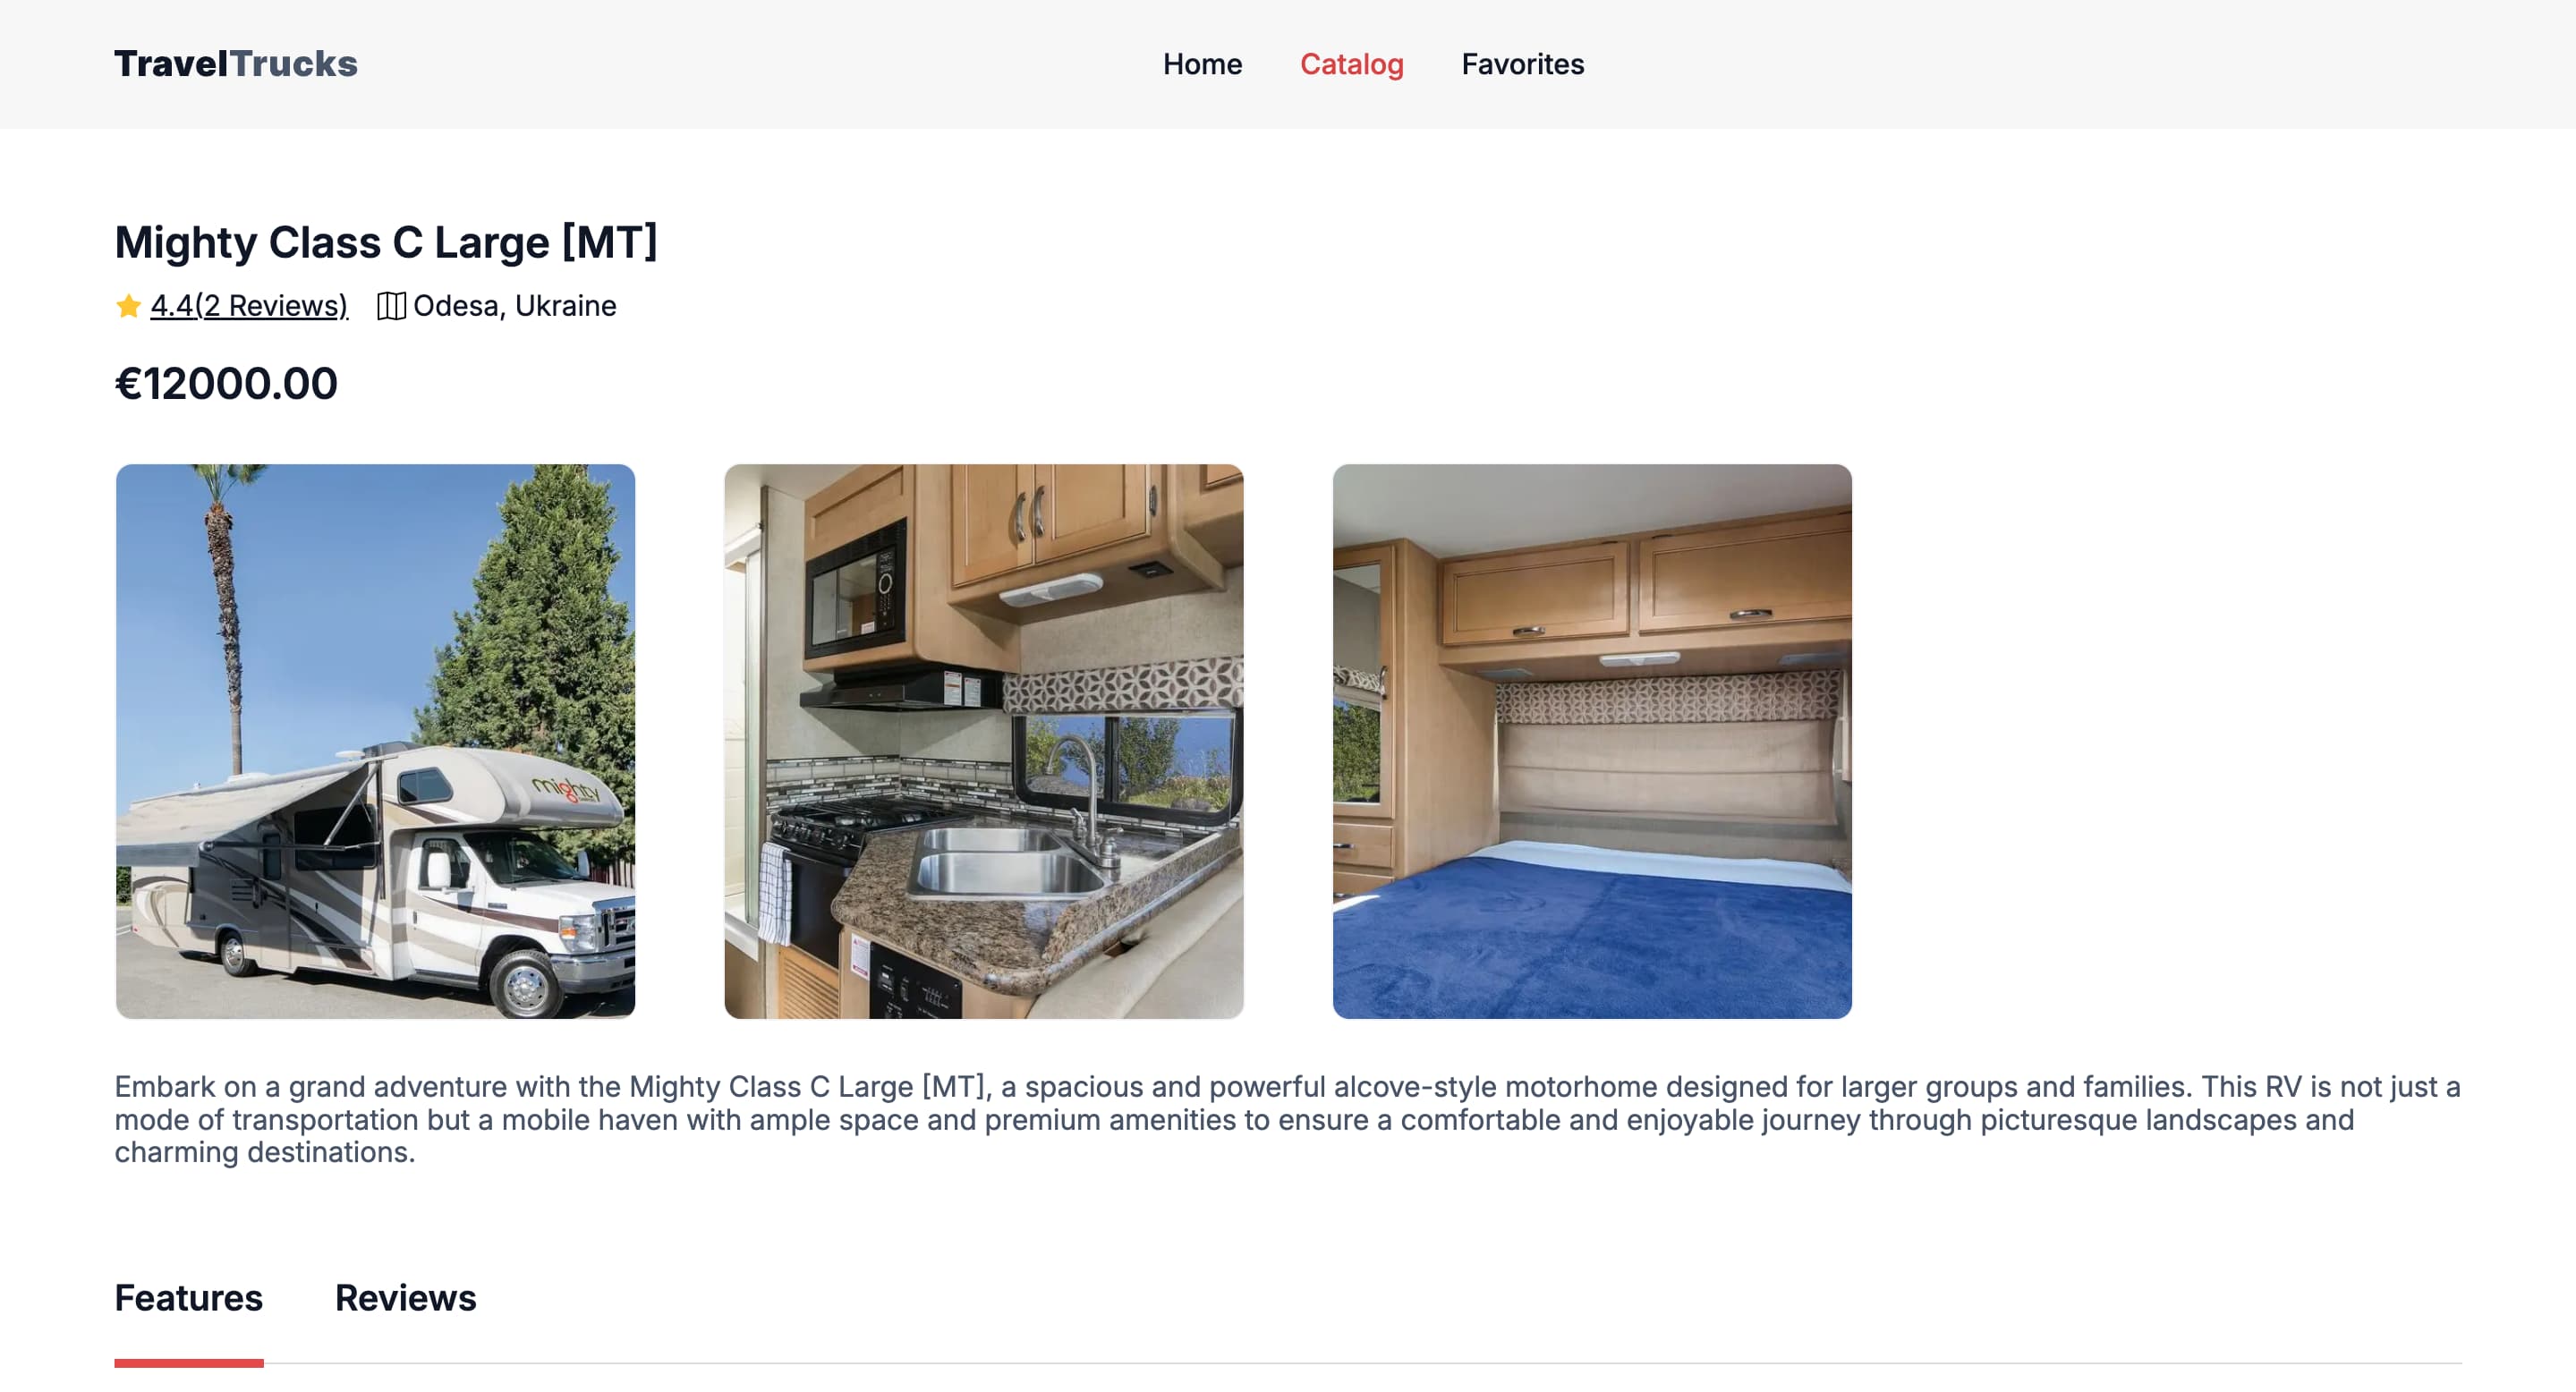 TravelTrucks
Home Catalog Favorites
Mighty Class C Large [MT]
4.4(2 Reviews) Odesa, Ukraine
€12000.00
mighty
Embark on a grand adventure with the Mighty Class C Large [MT], a spacious and powerful alcove-style motorhome designed for larger groups and families. This RV is not just a
mode of transportation but a mobile haven with ample space and premium amenities to ensure a comfortable and enjoyable journey through picturesque landscapes and
charming destinations.
Features Reviews